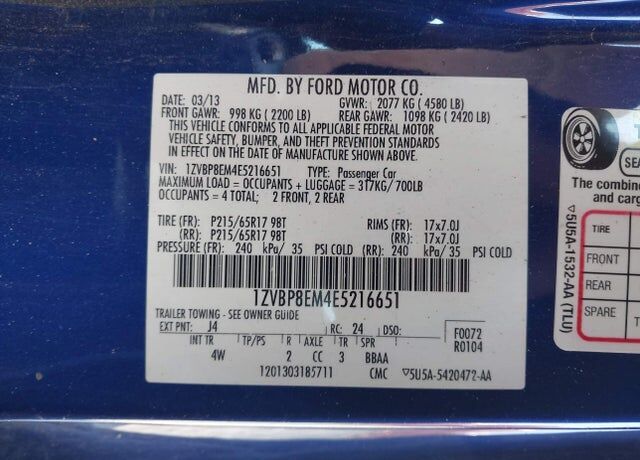 MFD. BY FORD MOTOR CO.
DATE: 03/13 GVWR: 2077 KG ( 4580 LB)
FRONT GAWR: 998 KG ( 2200 LB) REAR GAWR: 1098 KG ( 2420 LB)
THIS VEHICLE CONFORMS TO ALL APPLICABLE FEDERAL MOTOR
VEHICLE SAFETY, BUMPER, AND THEFT PREVENTION STANDARDS
IN EFFECT ON THE DATE OF MANUFACTURE SHOWN ABOVE.
VIN: 1ZVBP8EM4E5216651 TYPE: Passenger Car
MAXIMUM LOAD = OCCUPANTS + LUGGAGE = 317KG/ 700LB
OCCUPANTS = 4 TOTAL; 2 FRONT, 2 REAR
TIRE (FR): P215/65R17 98T RIMS (FR): 17x7.0J
(RR): P215/65R17 98T (RR): 17x7.0J
PRESSURE (FR): 240 kPa/ 35 PSI COLD (RR): 240 kPa/ 35 PSI COLD
1ZVBP8EM4E5216651
TRAILER TOWING - SEE OWNER GUIDE
EXT PNT: J4 RC: 24 DSO: F0072
R0104
INT TR TP/PS R AXLE TR SPR
4W 2 CC 3 BBAA
1201303185711 CMC ▽5U5A-5420472-AA
SEA
The combin
and carg
TIRE
FRONT
REAR
SPARE T
▽5U5A-1532-AA (TLU)